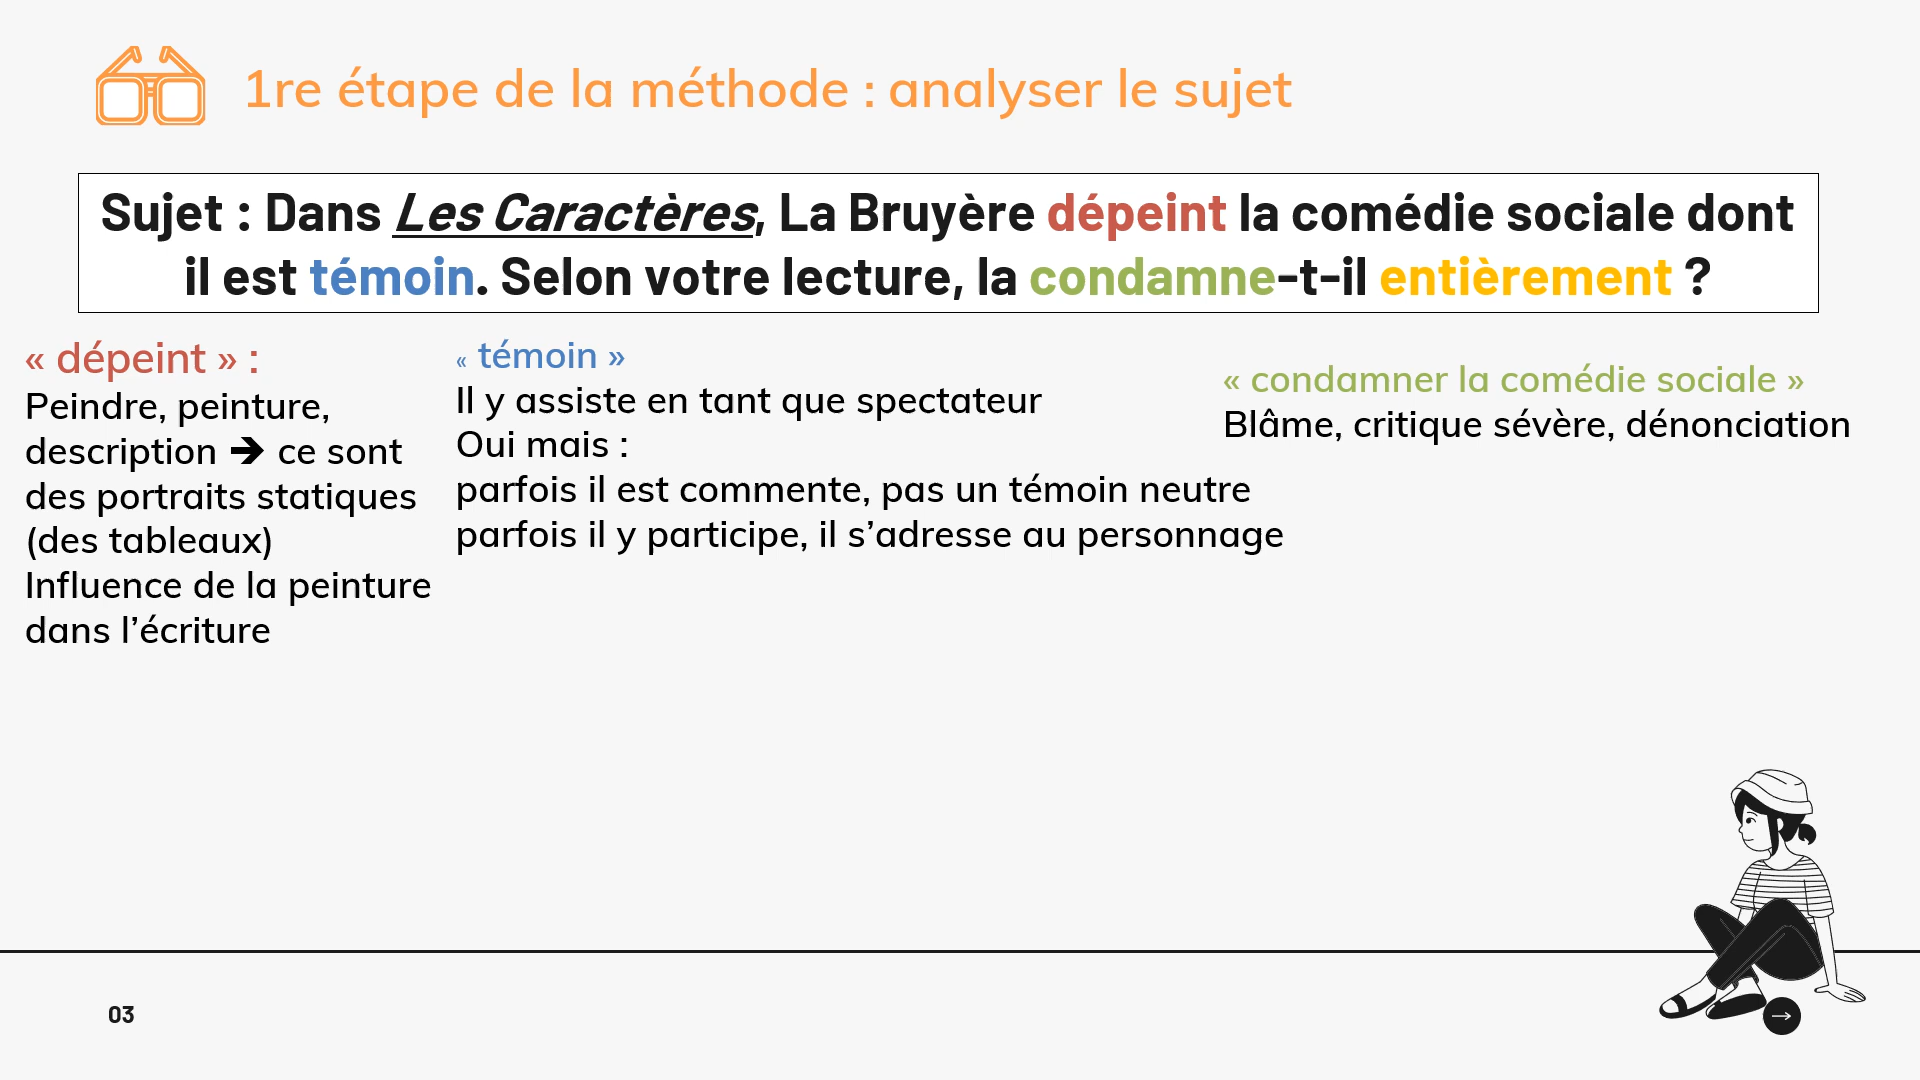 1re étape de la méthode : analyser le sujet
Sujet : Dans Les Caractères, La Bruyère dépeint la comédie sociale dont
il est témoin. Selon votre lecture, la condamne-t-il entièrement ?
« dépeint » :
Peindre, peinture,
description ➔ ce sont
des portraits statiques
(des tableaux)
Influence de la peinture
dans l’écriture
« témoin »
Il y assiste en tant que spectateur
Oui mais :
parfois il est commente, pas un témoin neutre
parfois il y participe, il s’adresse au personnage
« condamner la comédie sociale »
Blâme, critique sévère, dénonciation
03